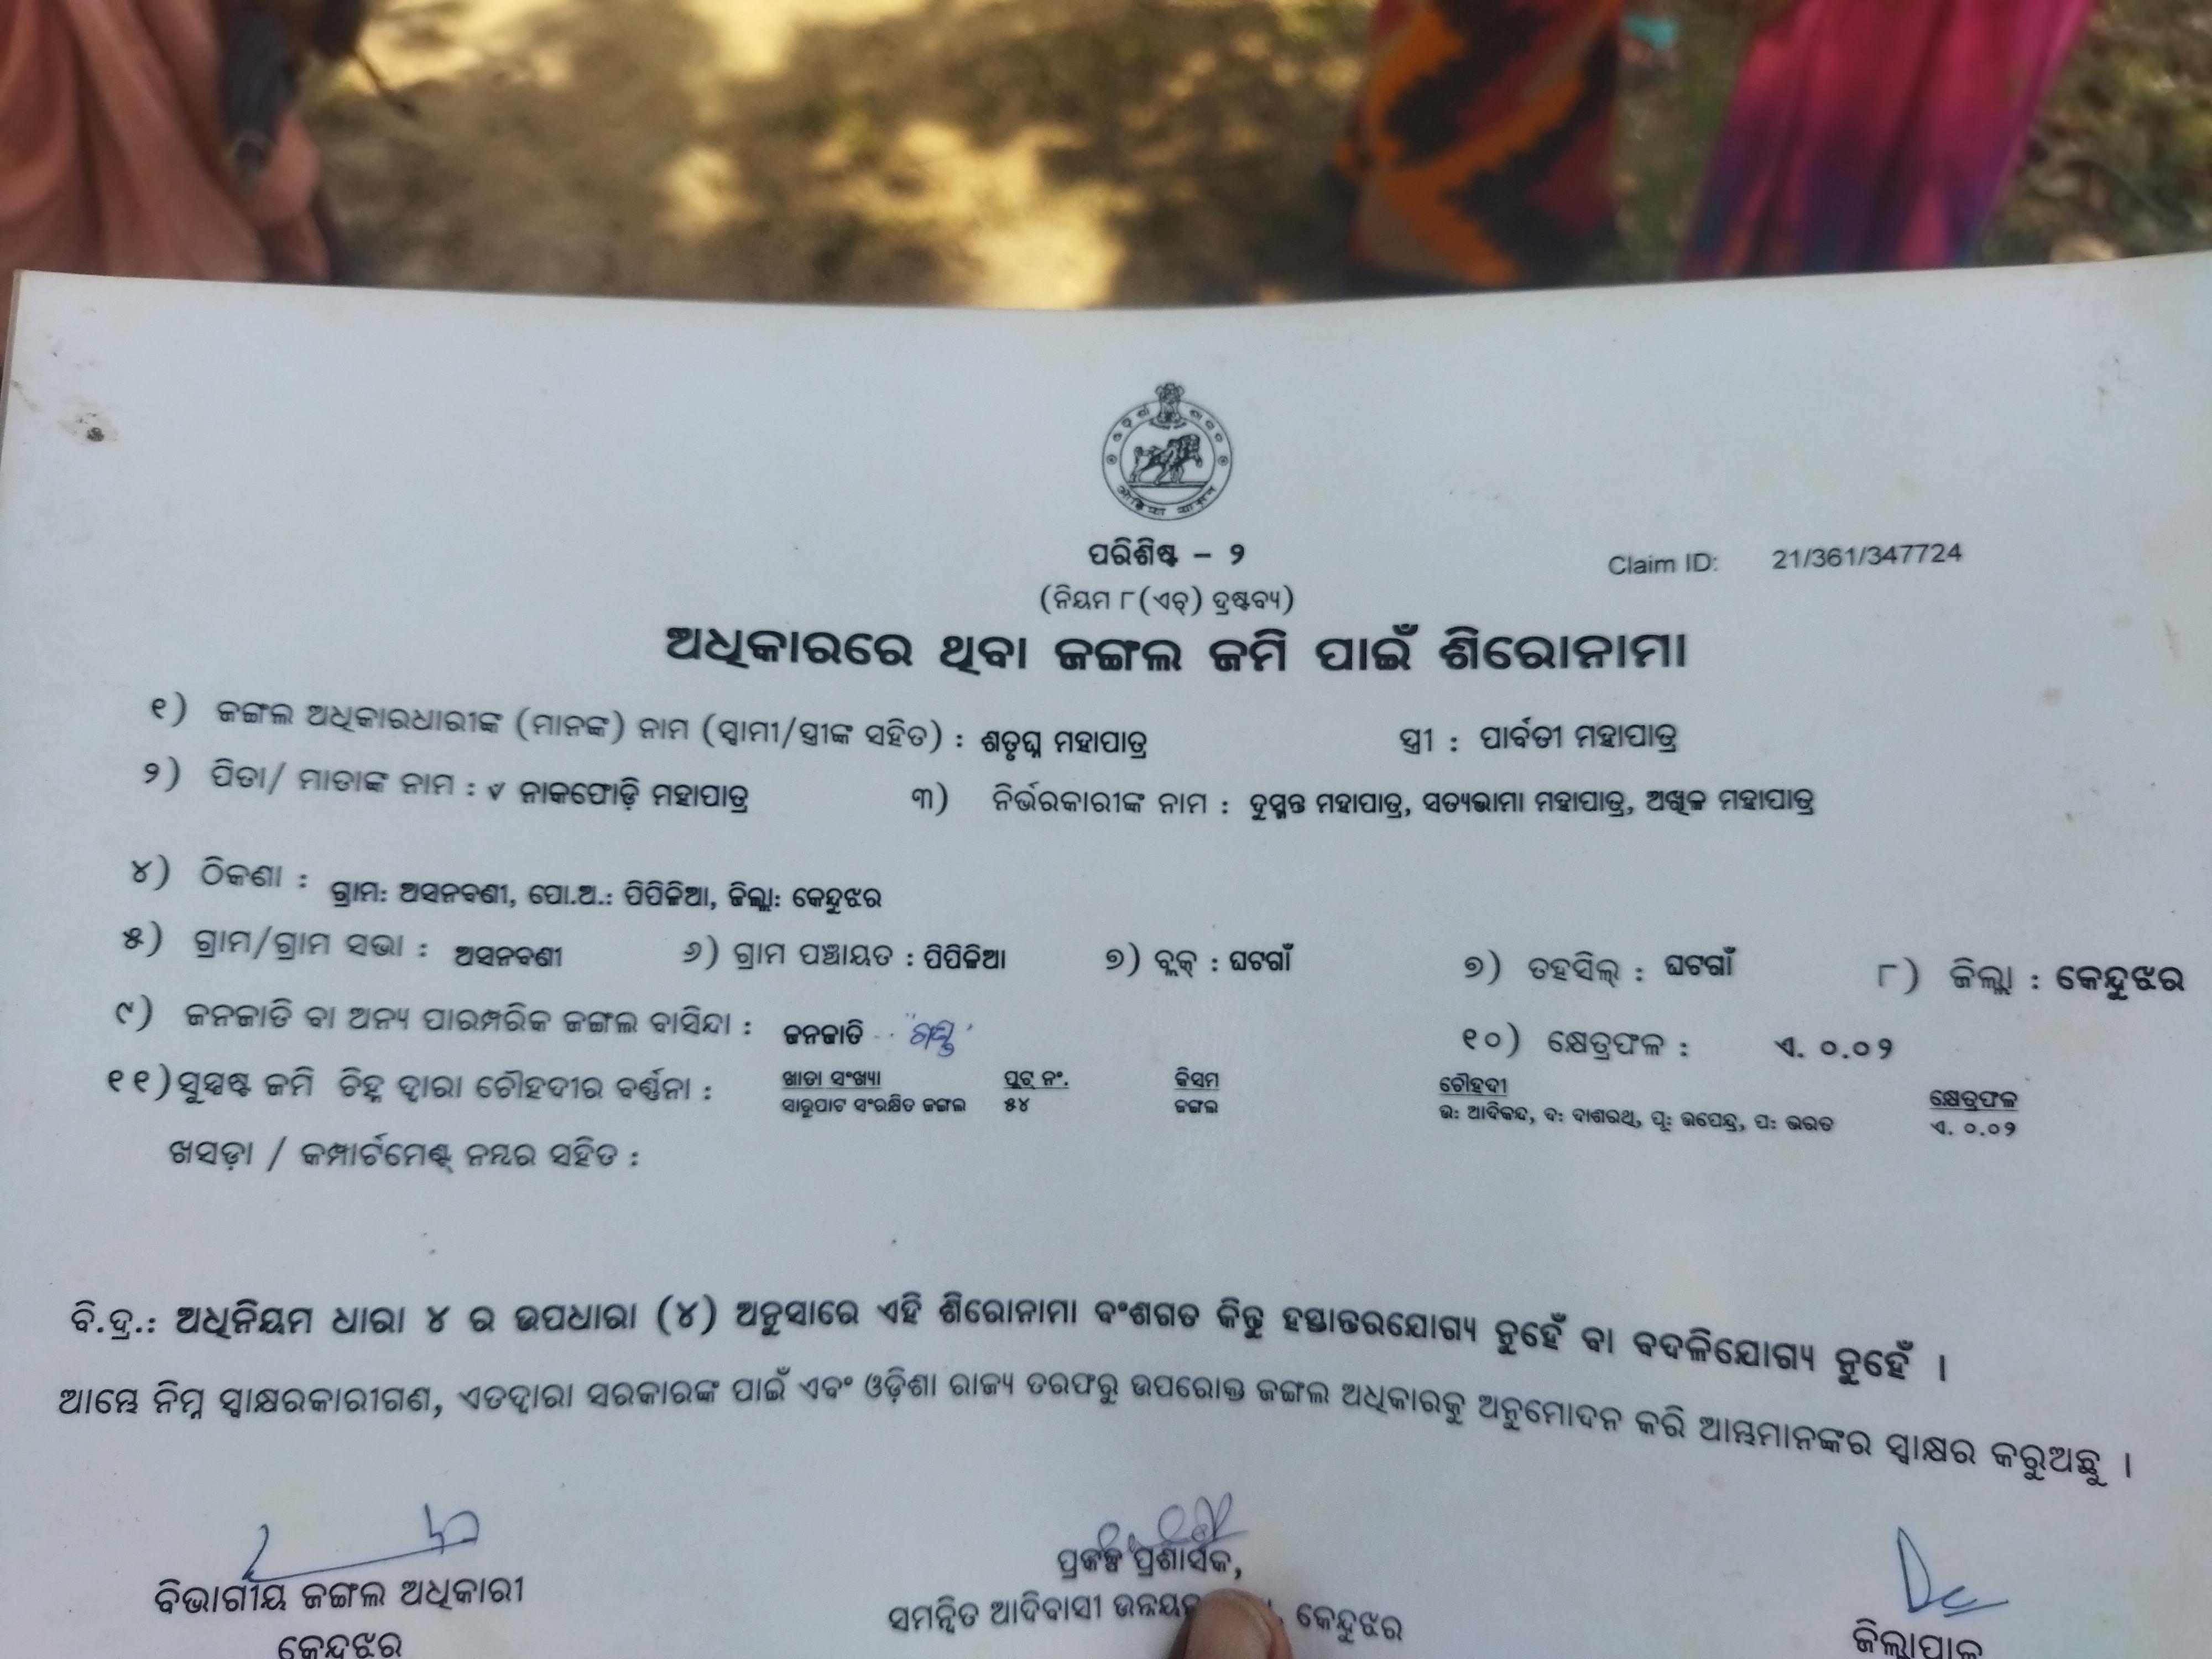 ପରିଶିଷ୍ଟ – ୨
Claim ID: 21/361/347724
(ନିୟମ ୮(ଏଚ୍) ଦ୍ରଷ୍ଟବ୍ୟ)
ଅଧିକାରରେ ଥିବା ଜଙ୍ଗଲ ଜମି ପାଇଁ ଶିରୋନାମା
୧) ଜଙ୍ଗଲ ଅଧିକାରଧାରୀଙ୍କ (ମାନଙ୍କ) ନାମ (ସ୍ୱାମୀ/ସ୍ତ୍ରୀଙ୍କ ସହିତ) : ଶତୃଘ୍ନ ମହାପାତ୍ର ସ୍ତ୍ରୀ : ପାର୍ବତୀ ମହାପାତ୍ର
୨) ପିତା/ ମାତାଙ୍କ ନାମ : ନାକଫୋଡ଼ି ମହାପାତ୍ର ୩) ନିର୍ଭରକାରୀଙ୍କ ନାମ : ଦୁସ୍ମନ୍ତ ମହାପାତ୍ର, ସତ୍ୟଭାମା ମହାପାତ୍ର, ଅଖିଳ ମହାପାତ୍ର
୪) ଠିକଣା : ଗ୍ରାମ: ଅସନବଣୀ, ପୋ.ଅ.: ପିପିଳିଆ, ଜିଲ୍ଲା: କେନ୍ଦୁଝର
୫) ଗ୍ରାମ/ଗ୍ରାମ ସଭା : ଅସନବଣୀ ୬) ଗ୍ରାମ ପଞ୍ଚାୟତ : ପିପିଳିଆ ୭) ବ୍ଲକ୍ : ଘଟଗାଁ ୭) ତହସିଲ୍ : ଘଟଗାଁ ୮) ଜିଲ୍ଲା : କେନ୍ଦୁଝର
୯) ଜନଜାତି ବା ଅନ୍ୟ ପାରମ୍ପରିକ ଜଙ୍ଗଲ ବାସିନ୍ଦା : ଜନଜାତି ୧୦) କ୍ଷେତ୍ରଫଳ : ଏ. ୦.୦୨
୧୧) ସୁସ୍ପଷ୍ଟ ଜମି ଚିହ୍ନ ଦ୍ୱାରା ଚୌହଦୀର ବର୍ଣ୍ଣନା : ଖାତା ସଂଖ୍ୟା ପ୍ଲଟ୍ ନଂ. କିସମ ଚୌହଦୀ କ୍ଷେତ୍ରଫଳ
ସାରୁପାଟ ସଂରକ୍ଷିତ ଜଙ୍ଗଲ ୫୪ ଜଙ୍ଗଲ ଉ: ଆଦିକନ୍ଦ, ଦ: ଦାଶରଥି, ପୂ: ଉପେନ୍ଦ୍ର, ପ: ଭରତ ଏ. ୦.୦୨
ଖସଡ଼ା / କମ୍ପାର୍ଟମେଣ୍ଟ୍ ନମ୍ୱର ସହିତ :
ବି.ଦ୍ର.: ଅଧିନିୟମ ଧାରା ୪ ର ଉପଧାରା (୪) ଅନୁସାରେ ଏହି ଶିରୋନାମା ବଂଶଗତ କିନ୍ତୁ ହସ୍ତାନ୍ତରଯୋଗ୍ୟ ନୁହେଁ ବା ବଦଳିଯୋଗ୍ୟ ନୁହେଁ ।
ଆମ୍ଭେ ନିମ୍ନ ସ୍ୱାକ୍ଷରକାରୀଗଣ, ଏତଦ୍ୱାରା ସରକାରଙ୍କ ପାଇଁ ଏବଂ ଓଡ଼ିଶା ରାଜ୍ୟ ତରଫରୁ ଉପରୋକ୍ତ ଜଙ୍ଗଲ ଅଧିକାରକୁ ଅନୁମୋଦନ କରି ଆମ୍ଭମାନଙ୍କର ସ୍ୱାକ୍ଷର କରୁଅଛୁ ।
ବିଭାଗୀୟ ଜଙ୍ଗଲ ଅଧିକାରୀ
କେନ୍ଦୁଝର
ପ୍ରକଳ୍ପ ପ୍ରଶାସକ,
ସମନ୍ୱିତ ଆଦିବାସୀ କେନ୍ଦୁଝର
ଜିଲ୍ଲାପାଳ